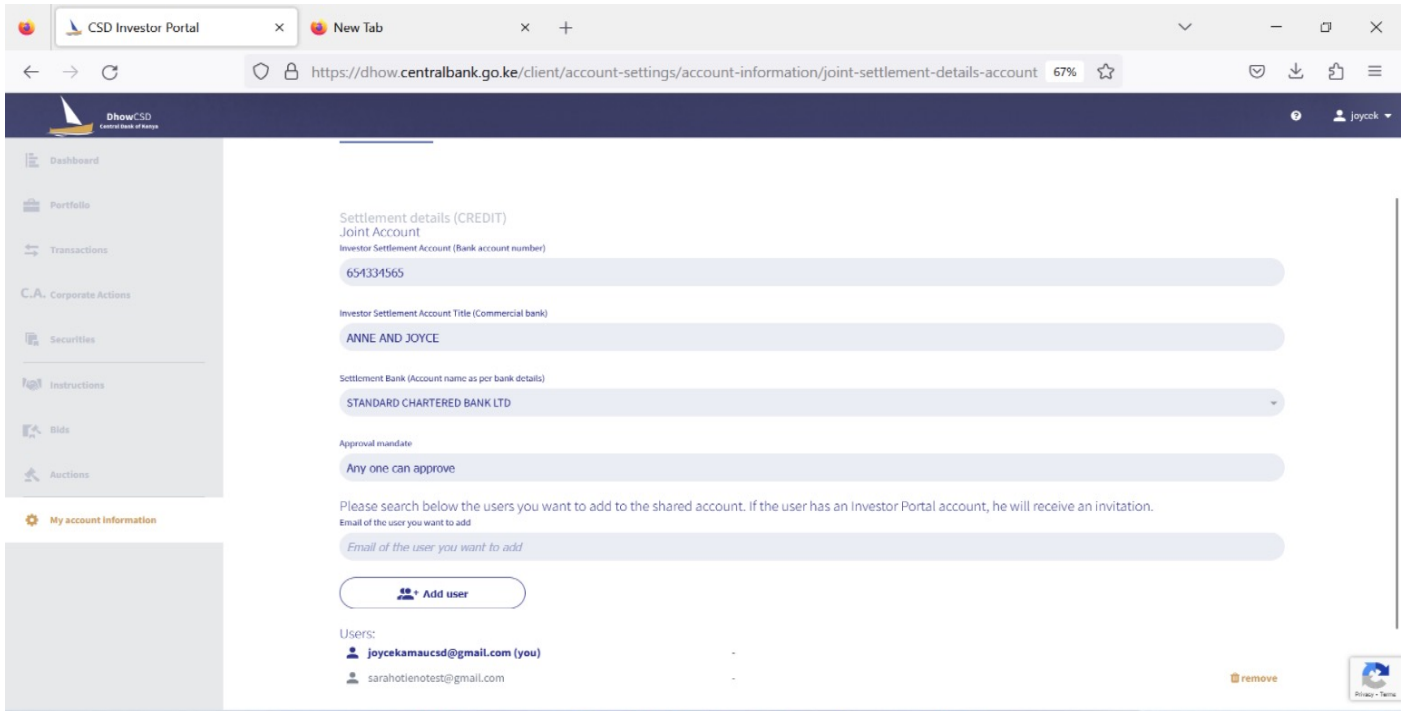 CSD Investor Portal
New Tab
https://dhow.centralbank.go.ke/client/account-settings/account-information/joint-settlement-details-account 67%
DhowCSD
Central Bank of Kenya
joycek
Dashboard
Portfolio
Transactions
C.A. Corporate Actions
Securities
Instructions
Bids
Auctions
My account information
Settlement details (CREDIT)
Joint Account
Investor Settlement Account (Bank account number)
654334565
Investor Settlement Account Title (Commercial bank)
ANNE AND JOYCE
Settlement Bank (Account name as per bank details)
STANDARD CHARTERED BANK LTD
Approval mandate
Any one can approve
Please search below the users you want to add to the shared account. If the user has an Investor Portal account, he will receive an invitation.
Email of the user you want to add
Email of the user you want to add
Add user
Users:
joycekamaucsd@gmail.com (you) -
sarahotienotest@gmail.com - remove
Privacy - Terms